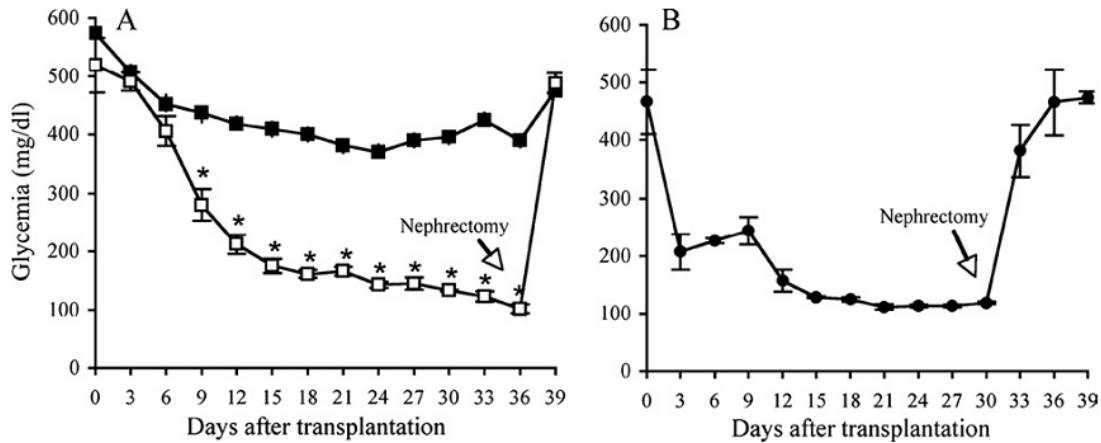 A
Glycemia (mg/dl)
600
500
400
300
200
100
0
* * * * * * * * * *
Nephrectomy
0 3 6 9 12 15 18 21 24 27 30 33 36 39
Days after transplantation
B
600
500
400
300
200
100
0
Nephrectomy
0 3 6 9 12 15 18 21 24 27 30 33 36 39
Days after transplantation